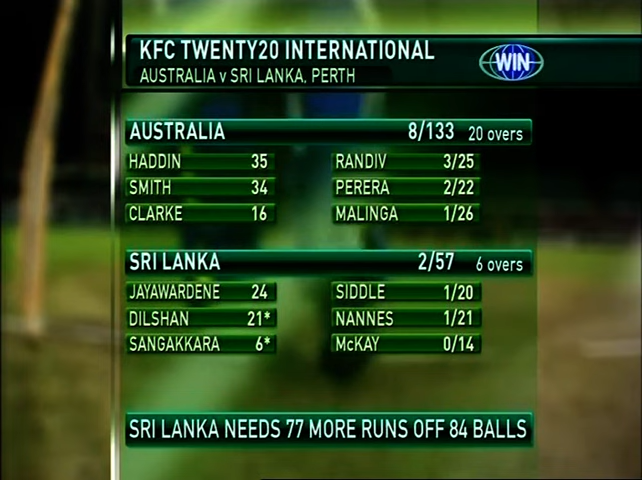 KFC TWENTY20 INTERNATIONAL
WIN
AUSTRALIA v SRI LANKA, PERTH
AUSTRALIA 8/133 20 overs
HADDIN 35 RANDIV 3/25
SMITH 34 PERERA 2/22
CLARKE 16 MALINGA 1/26
SRI LANKA 2/57 6 overs
JAYAWARDENE 24 SIDDLE 1/20
DILSHAN 21* NANNES 1/21
SANGAKKARA 6* McKAY 0/14
SRI LANKA NEEDS 77 MORE RUNS OFF 84 BALLS